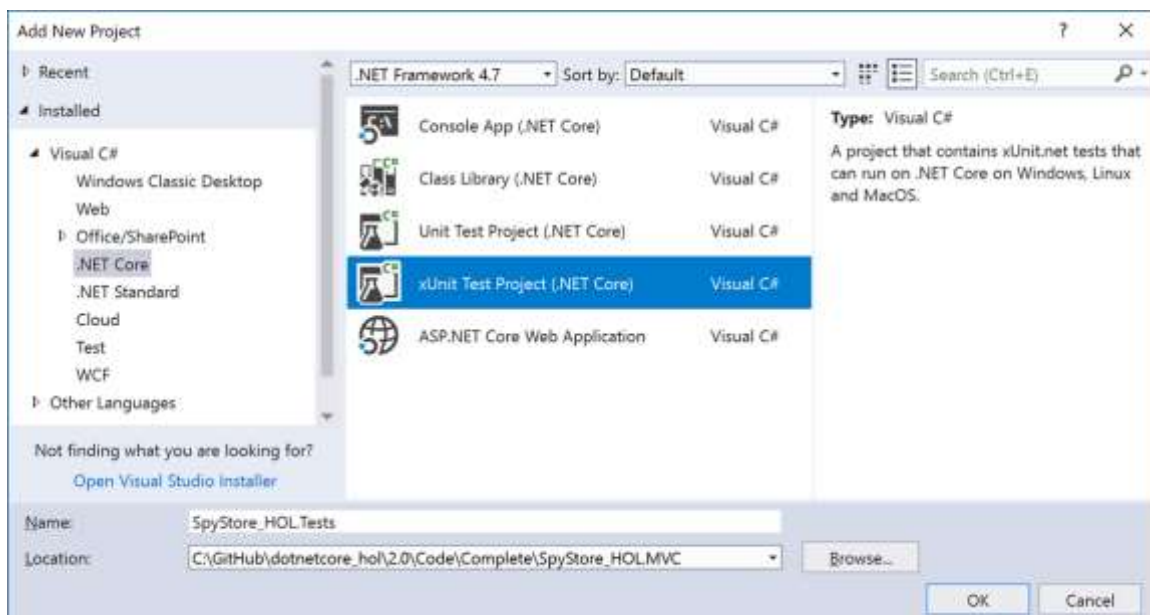 Add New Project
?
Recent
Installed
Visual C#
Windows Classic Desktop
Web
Office/SharePoint
.NET Core
.NET Standard
Cloud
Test
WCF
Other Languages
Not finding what you are looking for?
Open Visual Studio Installer
.NET Framework 4.7
Sort by: Default
Search (Ctrl+E)
Console App (.NET Core) Visual C#
Class Library (.NET Core) Visual C#
Unit Test Project (.NET Core) Visual C#
xUnit Test Project (.NET Core) Visual C#
ASP.NET Core Web Application Visual C#
Type: Visual C#
A project that contains xUnit.net tests that
can run on .NET Core on Windows, Linux
and MacOS.
Name: SpyStore_HOL.Tests
Location: C:\GitHub\dotnetcore_hol\2.0\Code\Complete\SpyStore_HOL.MVC
Browse...
OK
Cancel